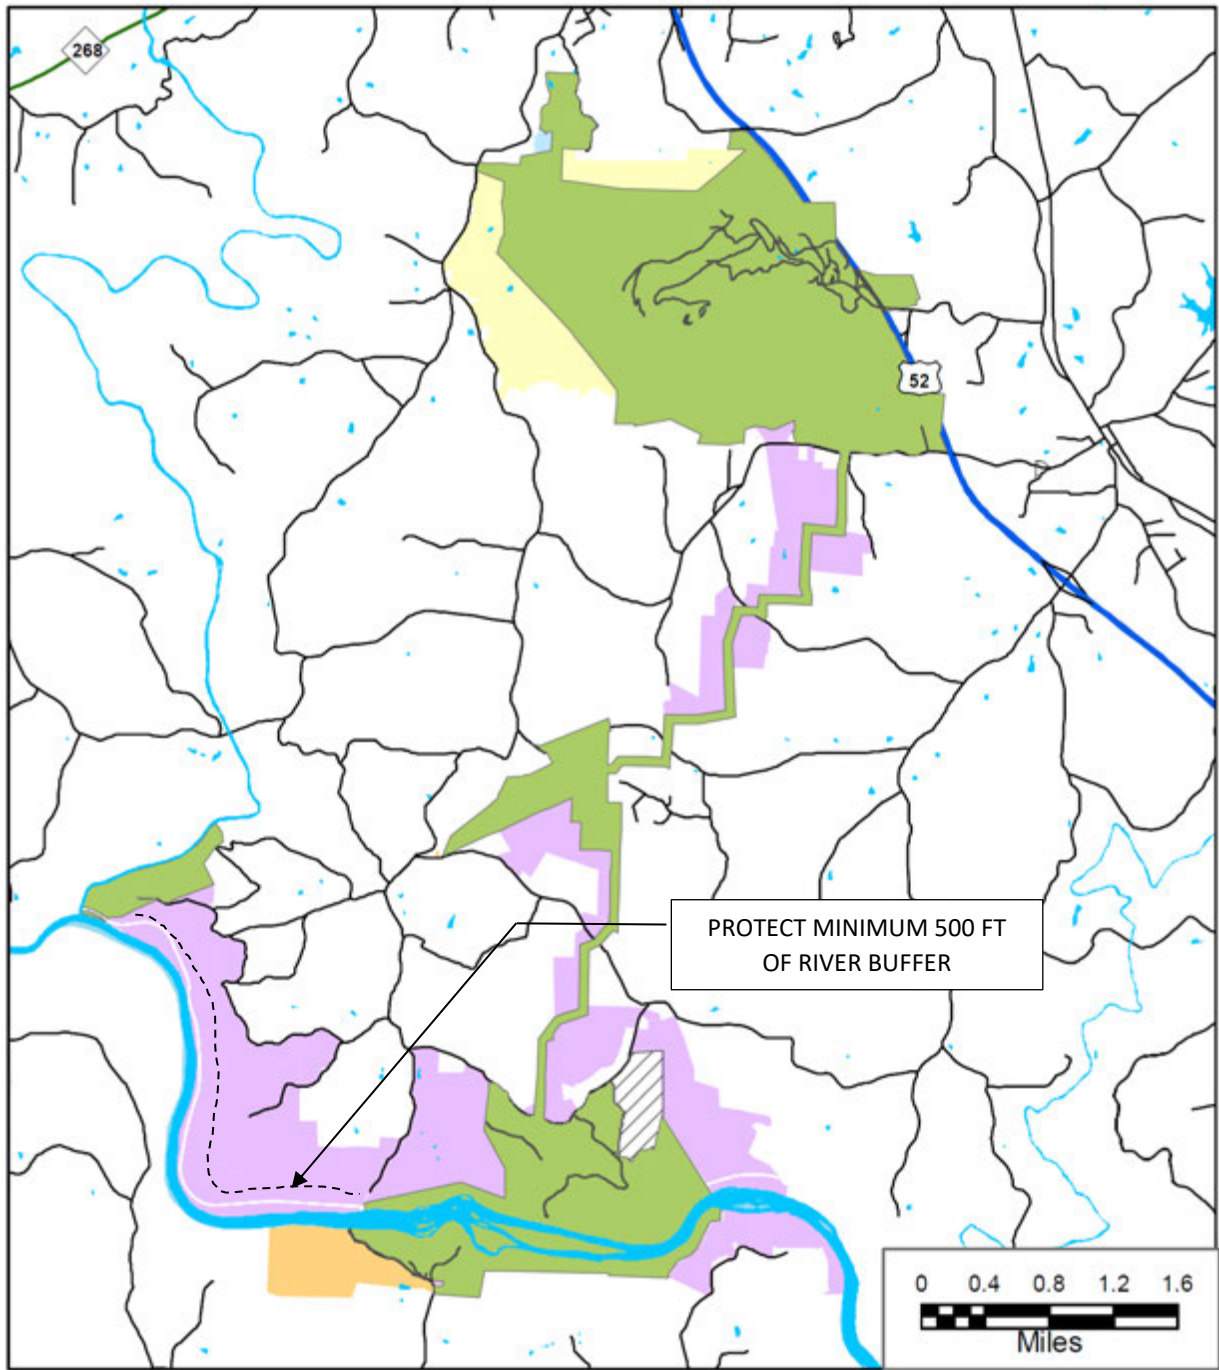 268
52
PROTECT MINIMUM 500 FT
OF RIVER BUFFER
0 0.4 0.8 1.2 1.6
Miles